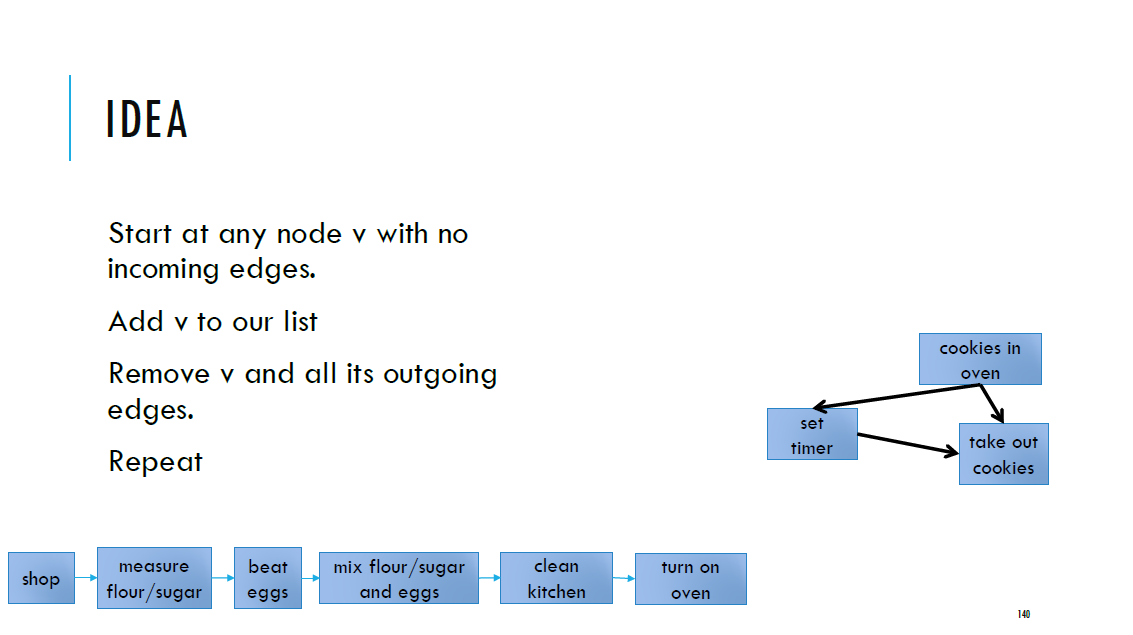 IDEA
Start at any node v with no
incoming edges.
Add v to our list
Remove v and all its outgoing
edges.
Repeat
cookies in
oven
set
timer
take out
cookies
shop
measure
flour/sugar
beat
eggs
mix flour/sugar
and eggs
clean
kitchen
turn on
oven
140